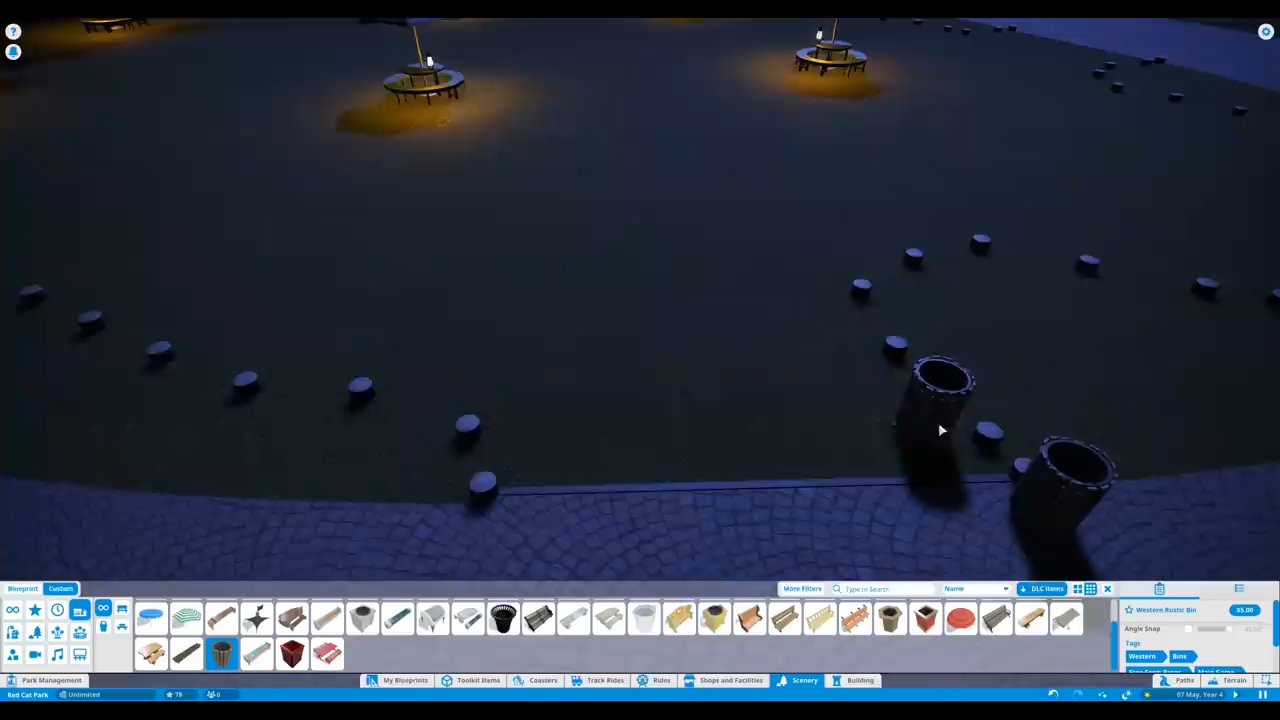 ?
Blueprint Custom More Filters Type to Search Name DLC Items
Western Rustic Bin $5.00
Angle Snap
Tags
Western Bins
Park Management My Blueprints Toolkit Items Coasters Track Rides Rides Shops and Facilities Scenery Building Paths Terrain
Red Cat Park Unlimited 78 0 07 May, Year 4